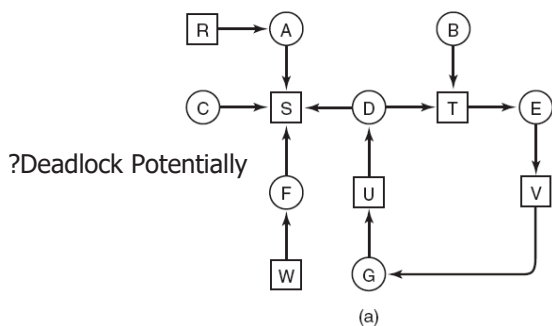 R A B
C S D T E
?Deadlock Potentially
F U V
W G
(a)